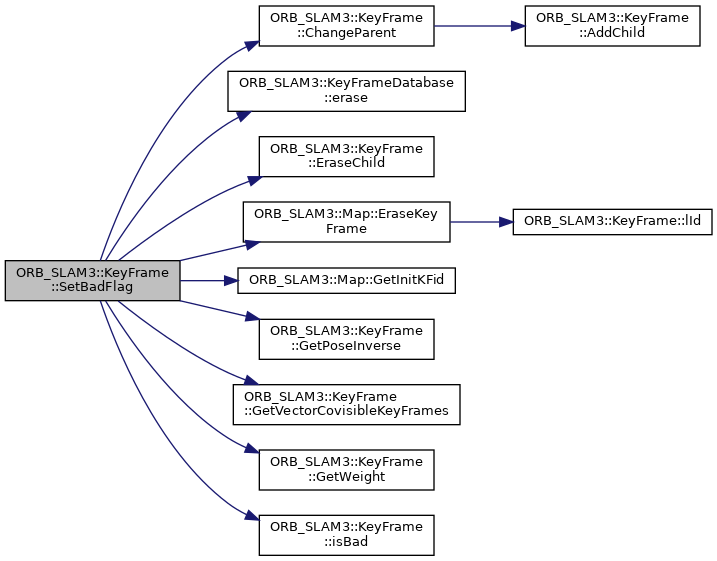 ORB_SLAM3::KeyFrame
::SetBadFlag
ORB_SLAM3::KeyFrame
::ChangeParent
ORB_SLAM3::KeyFrame
::AddChild
ORB_SLAM3::KeyFrameDatabase
::erase
ORB_SLAM3::KeyFrame
::EraseChild
ORB_SLAM3::Map::EraseKey
Frame
ORB_SLAM3::KeyFrame::lId
ORB_SLAM3::Map::GetInitKFid
ORB_SLAM3::KeyFrame
::GetPoseInverse
ORB_SLAM3::KeyFrame
::GetVectorCovisibleKeyFrames
ORB_SLAM3::KeyFrame
::GetWeight
ORB_SLAM3::KeyFrame
::isBad